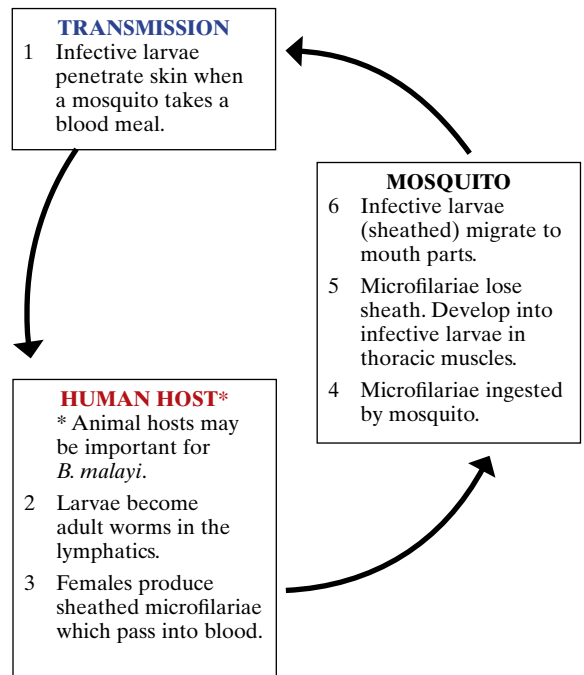 TRANSMISSION
1 Infective larvae
penetrate skin when
a mosquito takes a
blood meal.
MOSQUITO
6 Infective larvae
(sheathed) migrate to
mouth parts.
5 Microfilariae lose
sheath. Develop into
infective larvae in
thoracic muscles.
4 Microfilariae ingested
by mosquito.
HUMAN HOST*
* Animal hosts may
be important for
B. malayi.
2 Larvae become
adult worms in the
lymphatics.
3 Females produce
sheathed microfilariae
which pass into blood.